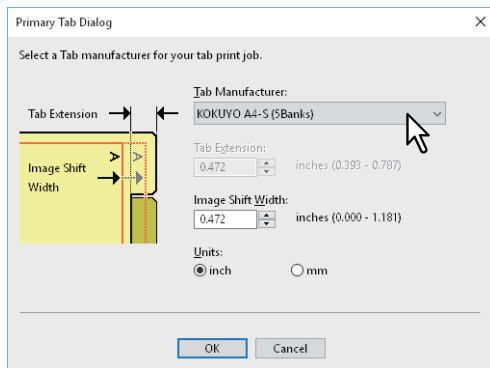 Primary Tab Dialog
Select a Tab manufacturer for your tab print job.
Tab Manufacturer:
KOKUYO A4-S (5Banks)
Tab Extension
Tab Extension:
0.472 inches (0.393 - 0.787)
A A
Image Shift
Width
Image Shift Width:
0.472 inches (0.000 - 1.181)
Units:
inch mm
OK Cancel